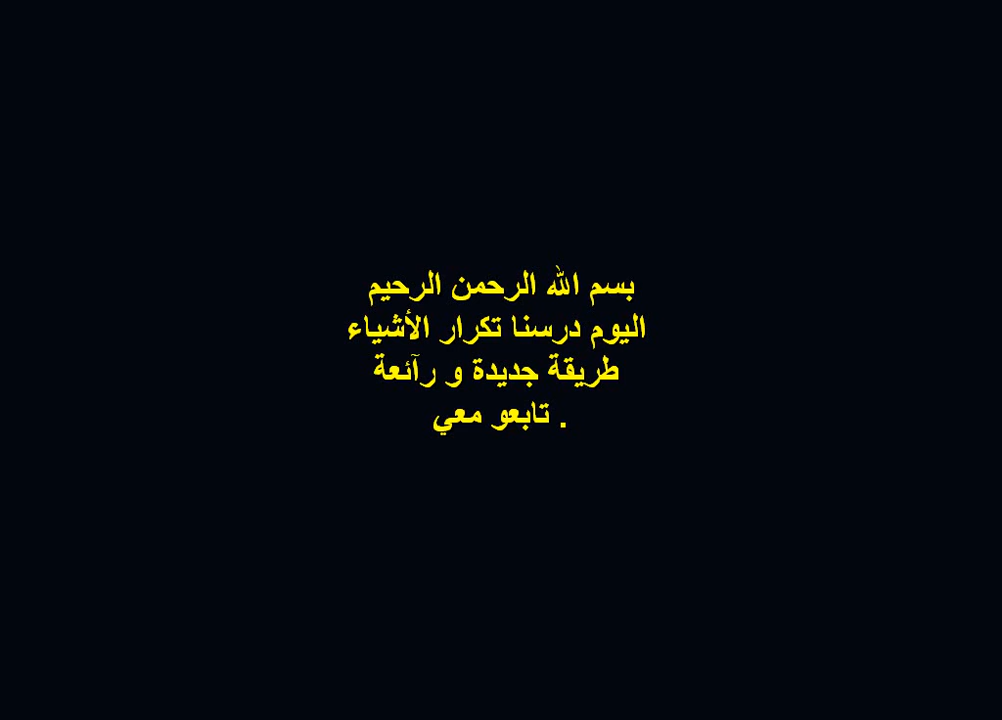 بسم الله الرحمن الرحيم
اليوم درسنا تكرار الأشياء
طريقة جديدة و رآئعة
. تابعو معي